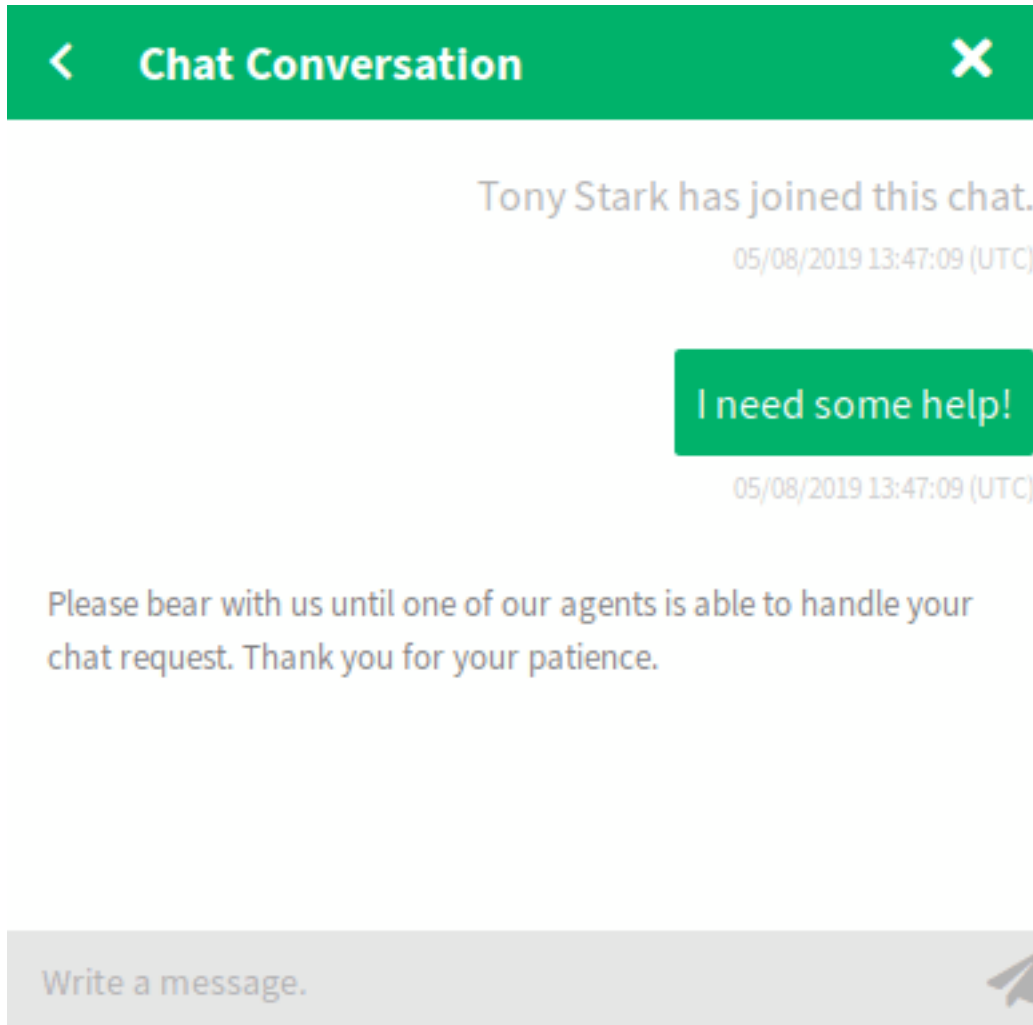 Chat Conversation
Tony Stark has joined this chat.
05/08/2019 13:47:09 (UTC)
I need some help!
05/08/2019 13:47:09 (UTC)
Please bear with us until one of our agents is able to handle your
chat request. Thank you for your patience.
Write a message.